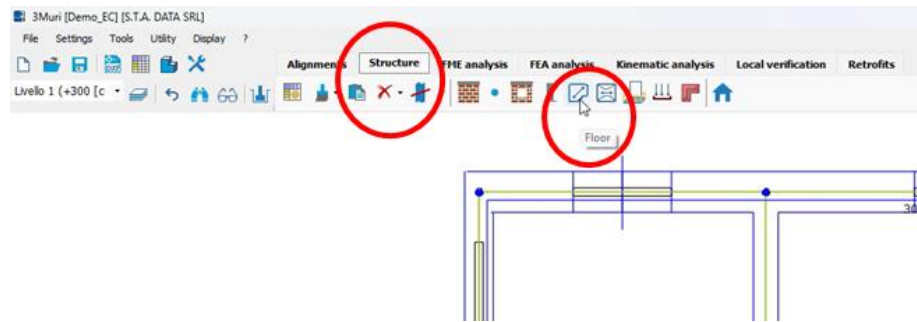 3Muri [Demo_EC] [S.T.A. DATA SRL]
File Settings Tools Utility Display ?
Alignments Structure FME analysis FEA analysis Kinematic analysis Local verification Retrofits
Livello 1 (+300 [c
Floor
30